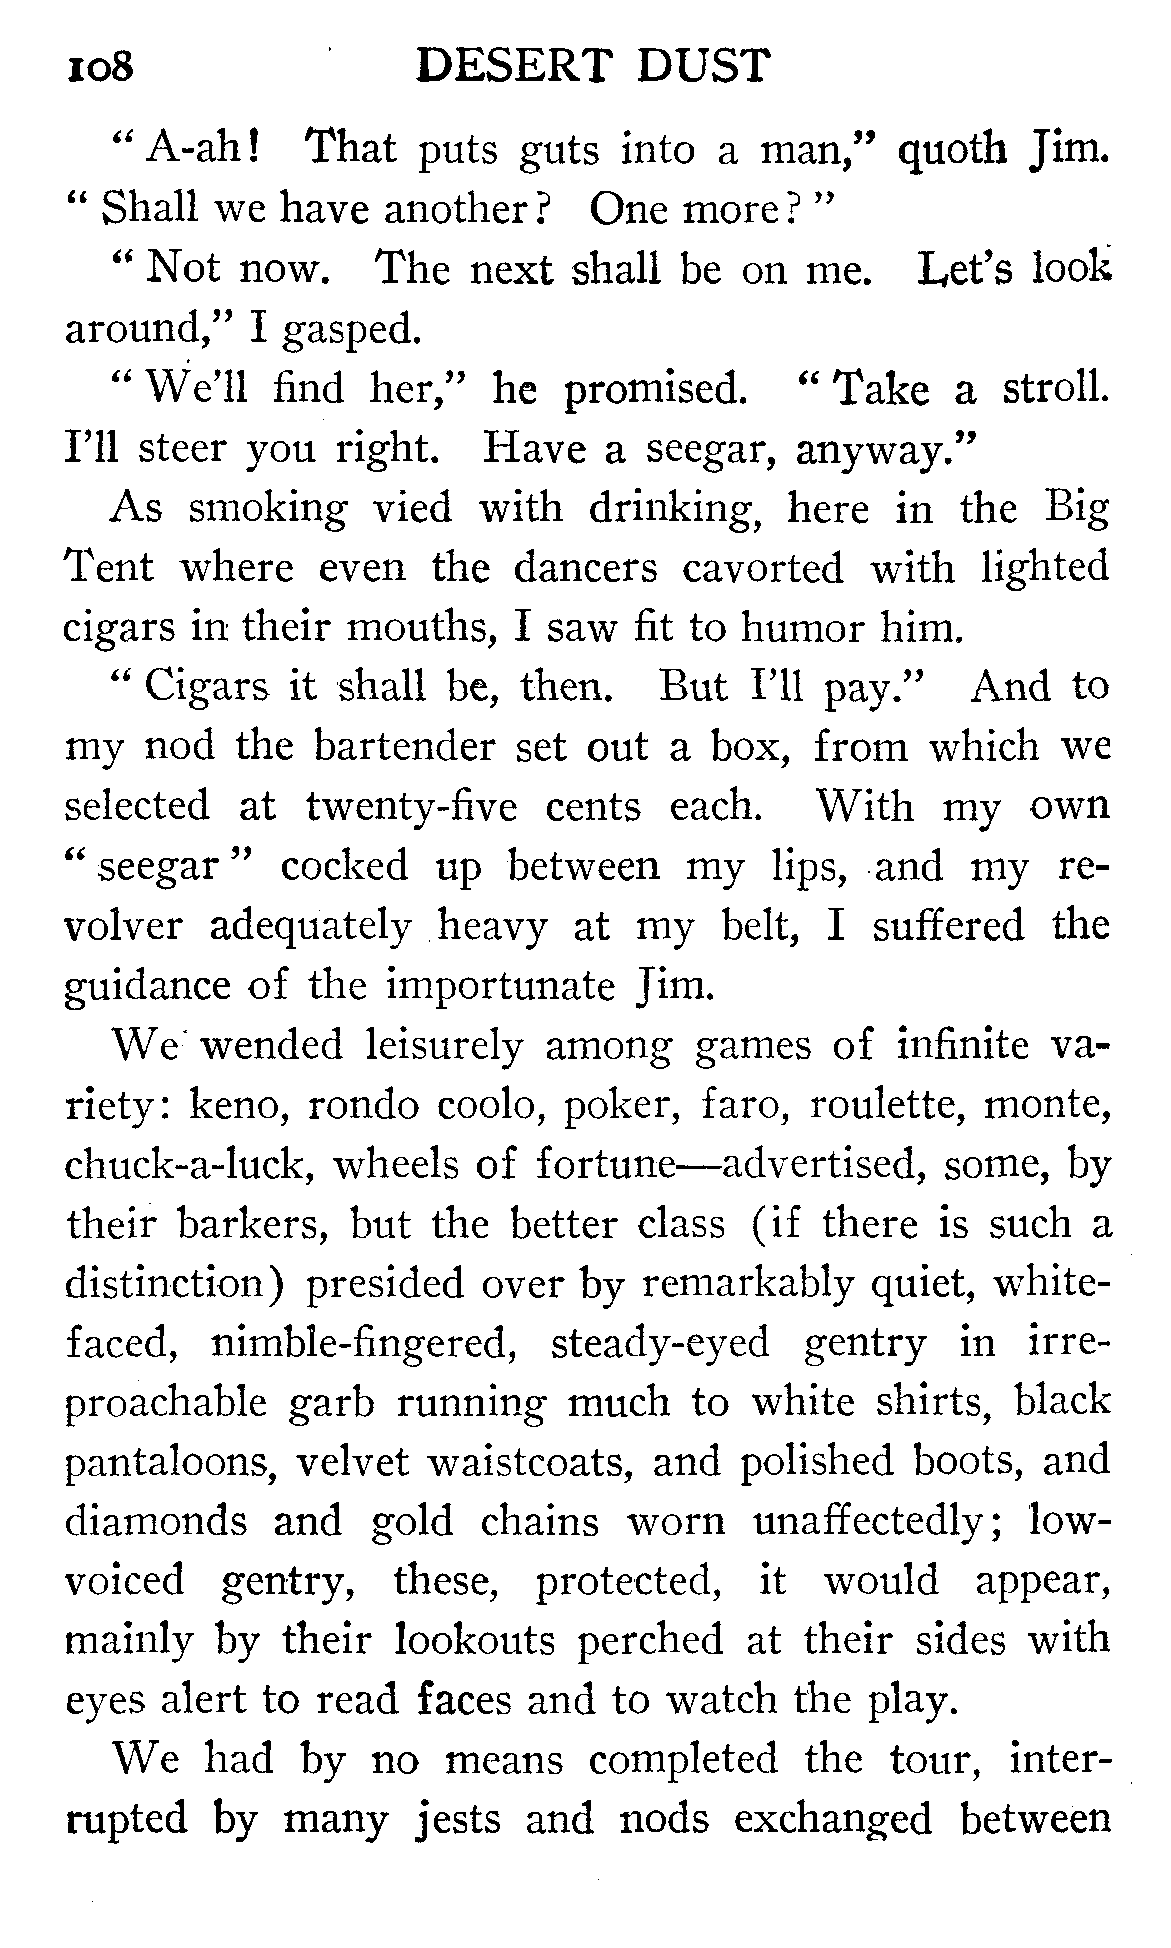 108 DESERT DUST
“ A-ah! That puts guts into a man,” quoth Jim.
“ Shall we have another? One more? ”
“ Not now. The next shall be on me. Let’s look
around,” I gasped.
“ We’ll find her,” he promised. “ Take a stroll.
I’ll steer you right. Have a seegar, anyway.”
As smoking vied with drinking, here in the Big
Tent where even the dancers cavorted with lighted
cigars in their mouths, I saw fit to humor him.
“ Cigars it shall be, then. But I’ll pay.” And to
my nod the bartender set out a box, from which we
selected at twenty-five cents each. With my own
“ seegar ” cocked up between my lips, and my re-
volver adequately heavy at my belt, I suffered the
guidance of the importunate Jim.
We wended leisurely among games of infinite va-
riety: keno, rondo coolo, poker, faro, roulette, monte,
chuck-a-luck, wheels of fortune—advertised, some, by
their barkers, but the better class (if there is such a
distinction) presided over by remarkably quiet, white-
faced, nimble-fingered, steady-eyed gentry in irre-
proachable garb running much to white shirts, black
pantaloons, velvet waistcoats, and polished boots, and
diamonds and gold chains worn unaffectedly; low-
voiced gentry, these, protected, it would appear,
mainly by their lookouts perched at their sides with
eyes alert to read faces and to watch the play.
We had by no means completed the tour, inter-
rupted by many jests and nods exchanged between